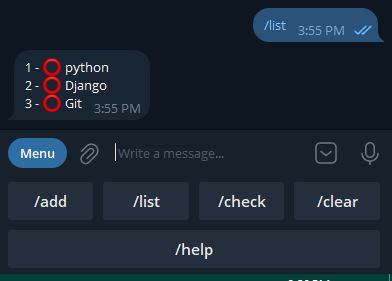 /list 3:55 PM
1 - ⭕ python
2 - ⭕ Django
3 - ⭕ Git 3:55 PM
Menu Write a message...
/add /list /check /clear
/help